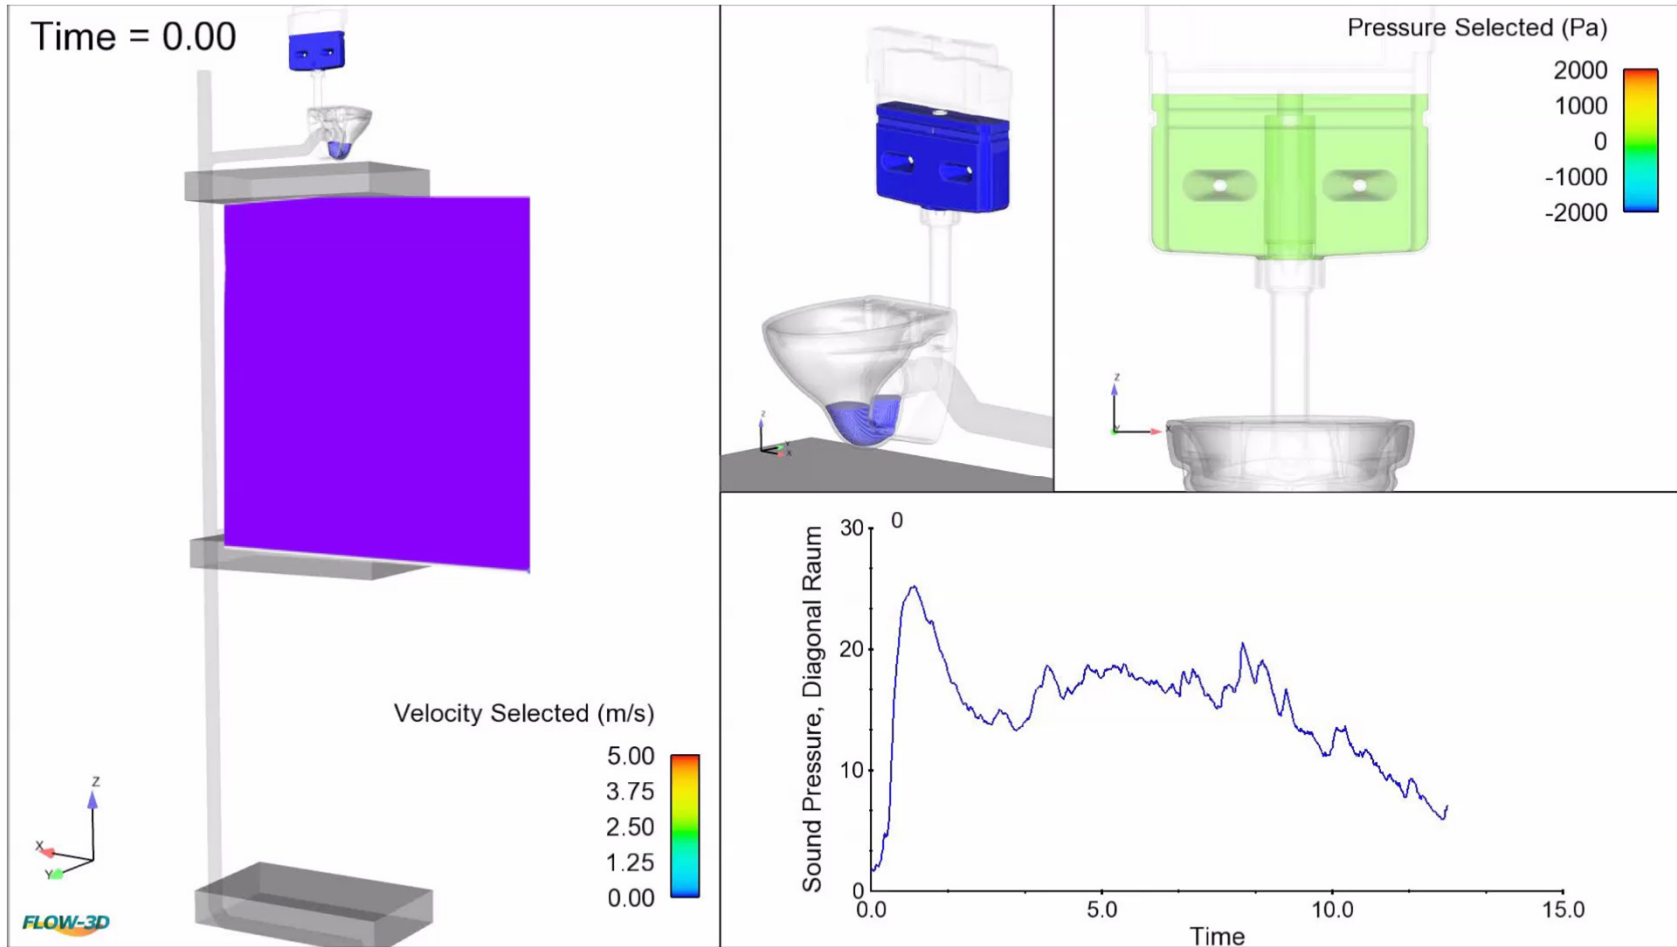 Time = 0.00
Velocity Selected (m/s)
5.00
3.75
2.50
1.25
0.00
Z
X
Y
FLOW-3D
Z
Y
X
Pressure Selected (Pa)
2000
1000
0
-1000
-2000
Z
Y
X
Sound Pressure, Diagonal Raum
30
20
10
0
0
0.0
5.0
10.0
15.0
Time